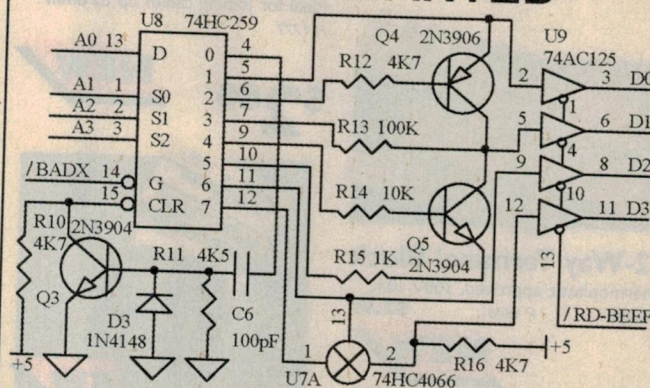 U8 74HC259
A0 13 D
A1 1 S0
A2 2 S1
A3 3 S2
/BADX 14 G
15 CLR
0 4
1 5
2 6
3 7
4 9
5 10
6 11
7 12
Q4 2N3906
R12 4K7
R13 100K
R14 10K
Q5
2N3904
R15 1K
U9
74AC125
2 3 D0
1
5 6 D1
4
9 8 D2
10
12 11 D3
13
/RD-BEEF
R10
4K7
2N3904
Q3
+5
R11 4K5
D3
1N4148
C6
100pF
13
1 2
U7A 74HC4066
R16 4K7
+5